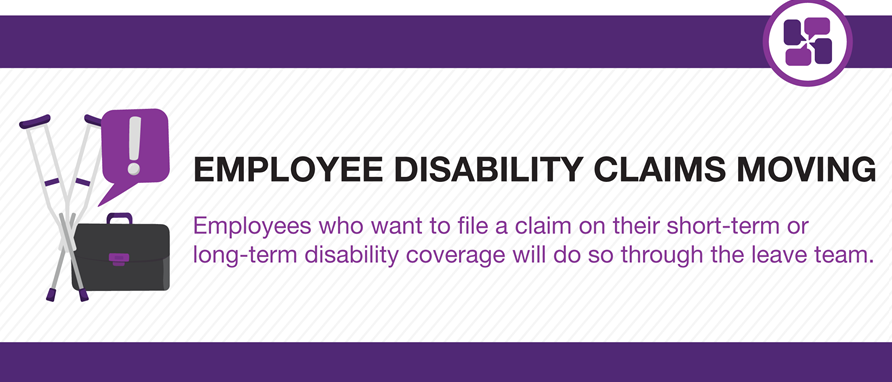 EMPLOYEE DISABILITY CLAIMS MOVING
Employees who want to file a claim on their short-term or
long-term disability coverage will do so through the leave team.